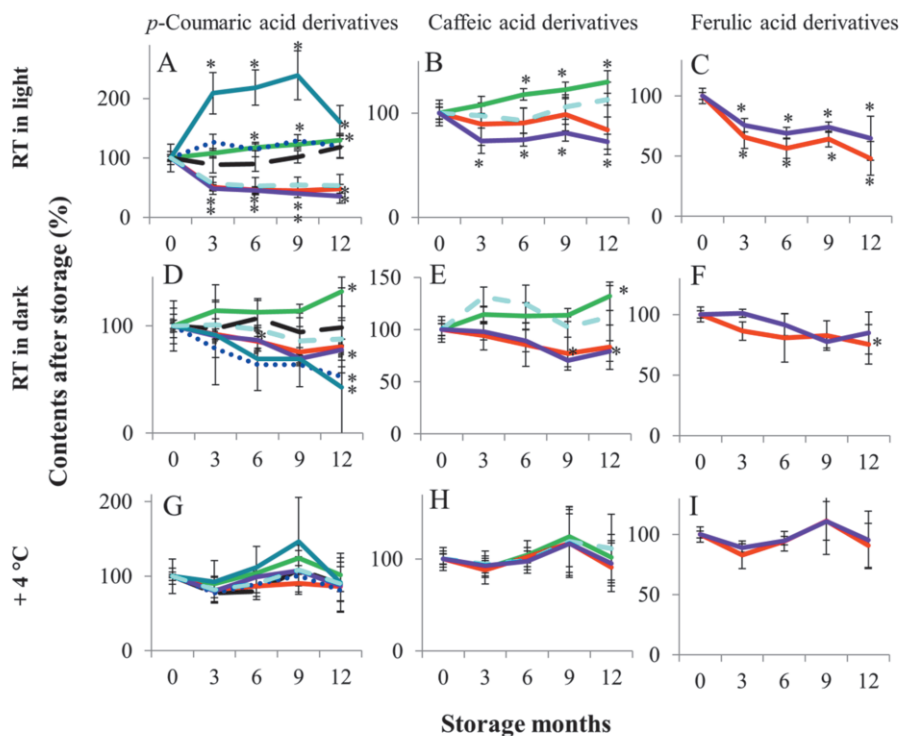 p-Coumaric acid derivatives
Caffeic acid derivatives
Ferulic acid derivatives
Contents after storage (%)
RT in light
A
200
100
0
0 3 6 9 12
* * *
* * * *
* * * *
* * *
B
100
0
0 3 6 9 12
* * *
* * * *
C
100
50
0
0 3 6 9 12
* * * *
* * * *
RT in dark
D
100
0
0 3 6 9 12
*
*
*
*
*
E
150
100
50
0
0 3 6 9 12
*
* *
F
100
0
0 3 6 9 12
*
+ 4 °C
G
200
100
0
0 3 6 9 12
H
100
0
0 3 6 9 12
I
100
50
0
0 3 6 9 12
Storage months